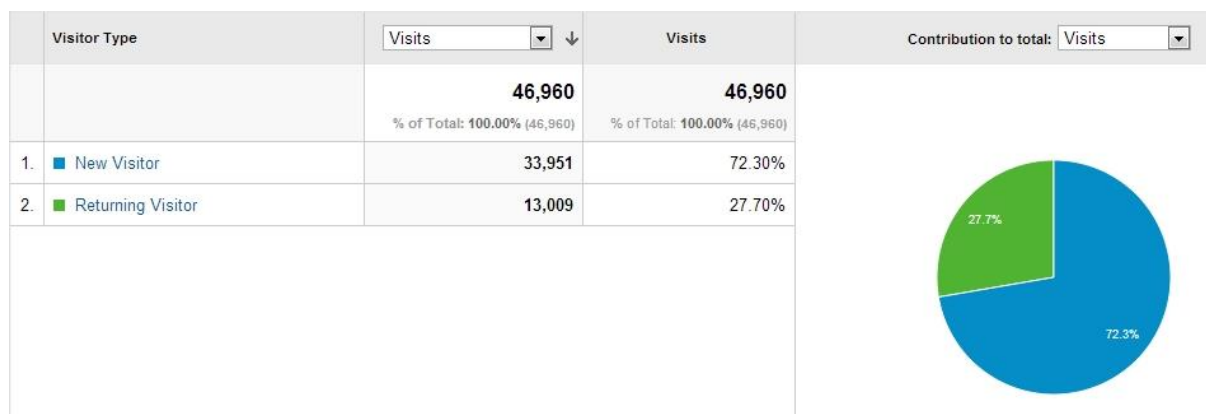 Visitor Type Visits Visits Contribution to total: Visits
46,960 46,960
% of Total: 100.00% (46,960) % of Total: 100.00% (46,960)
1. New Visitor 33,951 72.30%
2. Returning Visitor 13,009 27.70%
27.7%
72.3%